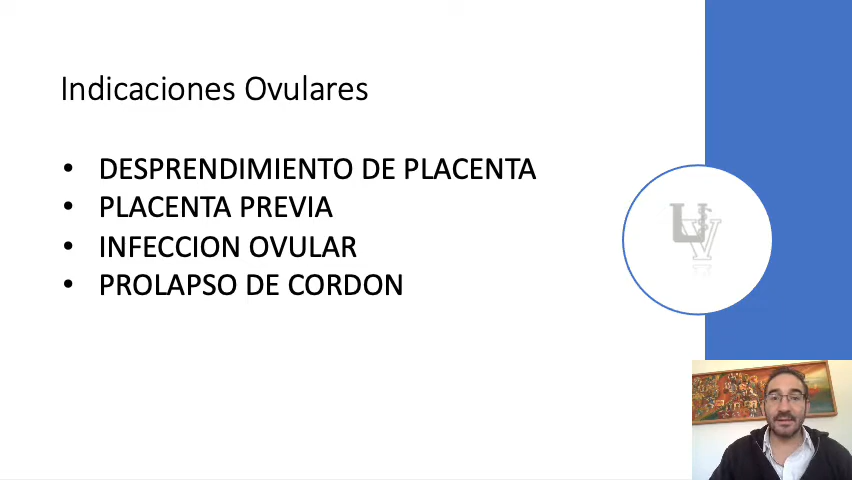 Indicaciones Ovulares
• DESPRENDIMIENTO DE PLACENTA
• PLACENTA PREVIA
• INFECCION OVULAR
• PROLAPSO DE CORDON